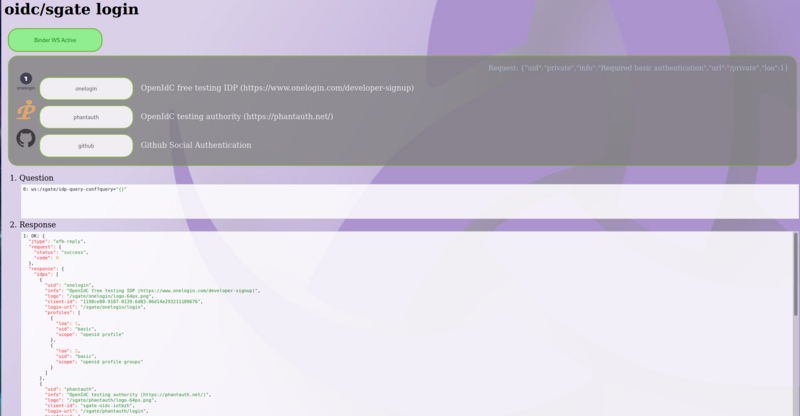 oidc/sgate login
Binder WS Active
Request: {"uid":"private","info":"Required basic authentication","url":"/private","loa":1}
onelogin
onelogin
OpenIdC free testing IDP (https://www.onelogin.com/developer-signup)
phantauth
OpenIdC testing authority (https://phantauth.net/)
github
Github Social Authentication
1. Question
0: ws:/sgate/idp-query-conf?query="{}"
2. Response
1: OK: {
"jtype": "afb-reply",
"request": {
"status": "success",
"code": 0
},
"response": {
"idps": [
{
"uid": "onelogin",
"info": "OpenIdC free testing IDP (https://www.onelogin.com/developer-signup)",
"logo": "/sgate/onelogin/logo-64px.png",
"client-id":
"login-url": "/sgate/onelogin/login",
"profiles": [
{
"loa": 1,
"uid": "basic",
"scope": "openid profile"
},
{
"loa":
"uid": "basic",
"scope": "openid profile groups"
}
]
},
{
"uid": "phantauth",
"info": "OpenIdC testing authority (https://phantauth.net/)",
"logo": "/sgate/phantauth/logo-64px.png",
"client-id":
"login-url": "/sgate/phantauth/login",